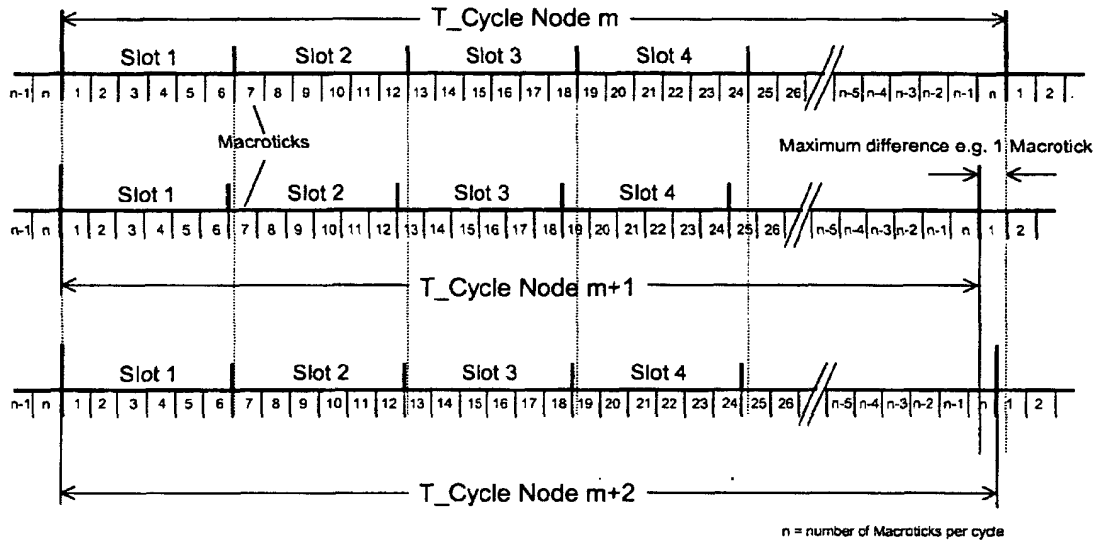 T_Cycle Node m
Slot 1 Slot 2 Slot 3 Slot 4
n-1 n 1 2 3 4 5 6 7 8 9 10 11 12 13 14 15 16 17 18 19 20 21 22 23 24 25 26 n-5 n-4 n-3 n-2 n-1 n 1 2 .
Macroticks
Maximum difference e.g. 1 Macrotick
Slot 1 Slot 2 Slot 3 Slot 4
n-1 n 1 2 3 4 5 6 7 8 9 10 11 12 13 14 15 16 17 18 19 20 21 22 23 24 25 26 n-5 n-4 n-3 n-2 n-1 n 1 2
T_Cycle Node m+1
Slot 1 Slot 2 Slot 3 Slot 4
n-1 n 1 2 3 4 5 6 7 8 9 10 11 12 13 14 15 16 17 18 19 20 21 22 23 24 25 26 n-5 n-4 n-3 n-2 n-1 n 1 2
T_Cycle Node m+2
n = number of Macroticks per cycle